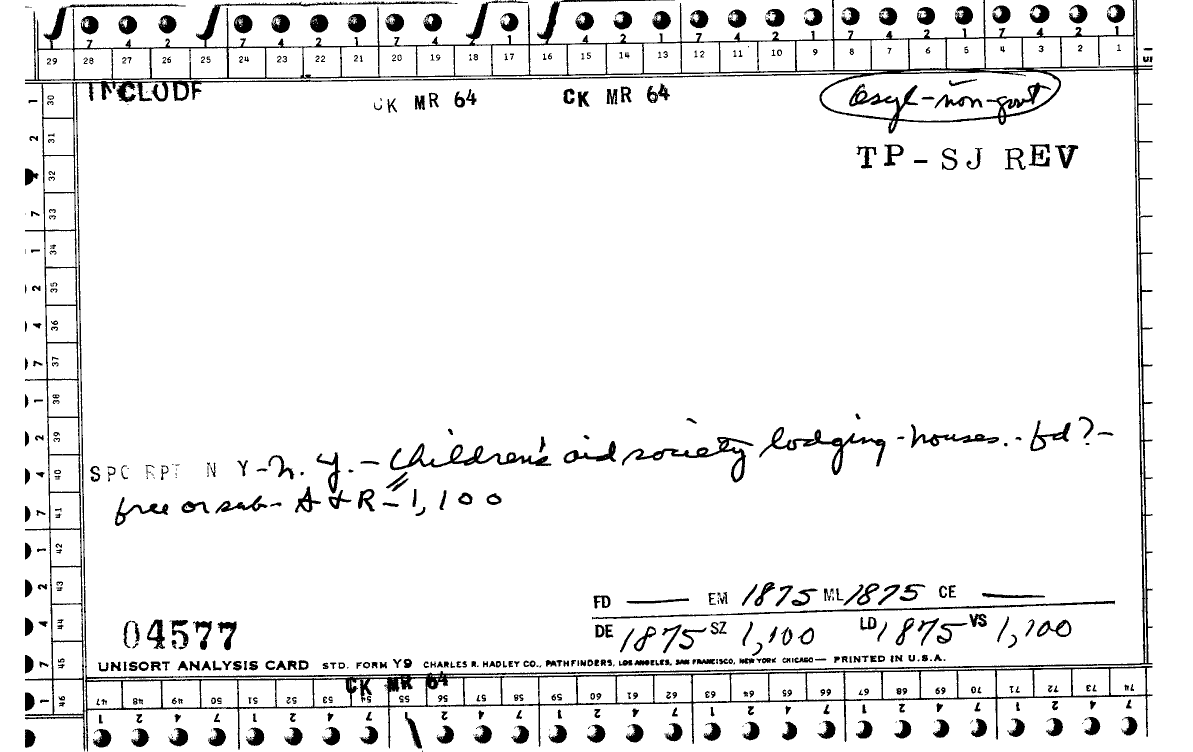 7 4 2 7 4 2 1 7 4 1 4 2 1 7 4 2 1 7 4 2 1 7 4 2 1
29 28 27 26 25 24 23 22 21 20 19 18 17 16 15 14 13 12 11 10 9 8 7 6 5 4 3 2 1
INCLUDE CK MR 64 CK MR 64 Asyl-non-govt
TP-SJ REV
1 30
2 31
4 32
7 33
1 34
2 35
4 36
7 37
1 38
2 39
4 40
7 41
1 42
2 43
4 44
7 45
1 46
SPC RPT N Y-N. Y.-Children's aid society lodging-houses.-fd?-
free or sub- A & R-1,100
FD — EM 1875 ML 1875 CE —
04577 DE 1875 SZ 1,100 LD 1875 VS 1,100
UNISORT ANALYSIS CARD STD. FORM Y9 CHARLES R. HADLEY CO., PATHFINDERS, LOS ANGELES, SAN FRANCISCO, NEW YORK CHICAGO— PRINTED IN U.S.A.
CK MR 64
47 48 49 50 51 52 53 54 55 56 57 58 59 60 61 62 63 64 65 66 67 68 69 70 71 72 73 74
1 2 4 7 1 2 4 7 1 2 4 7 1 2 4 7 1 2 4 7 1 2 4 7 1 2 4 7